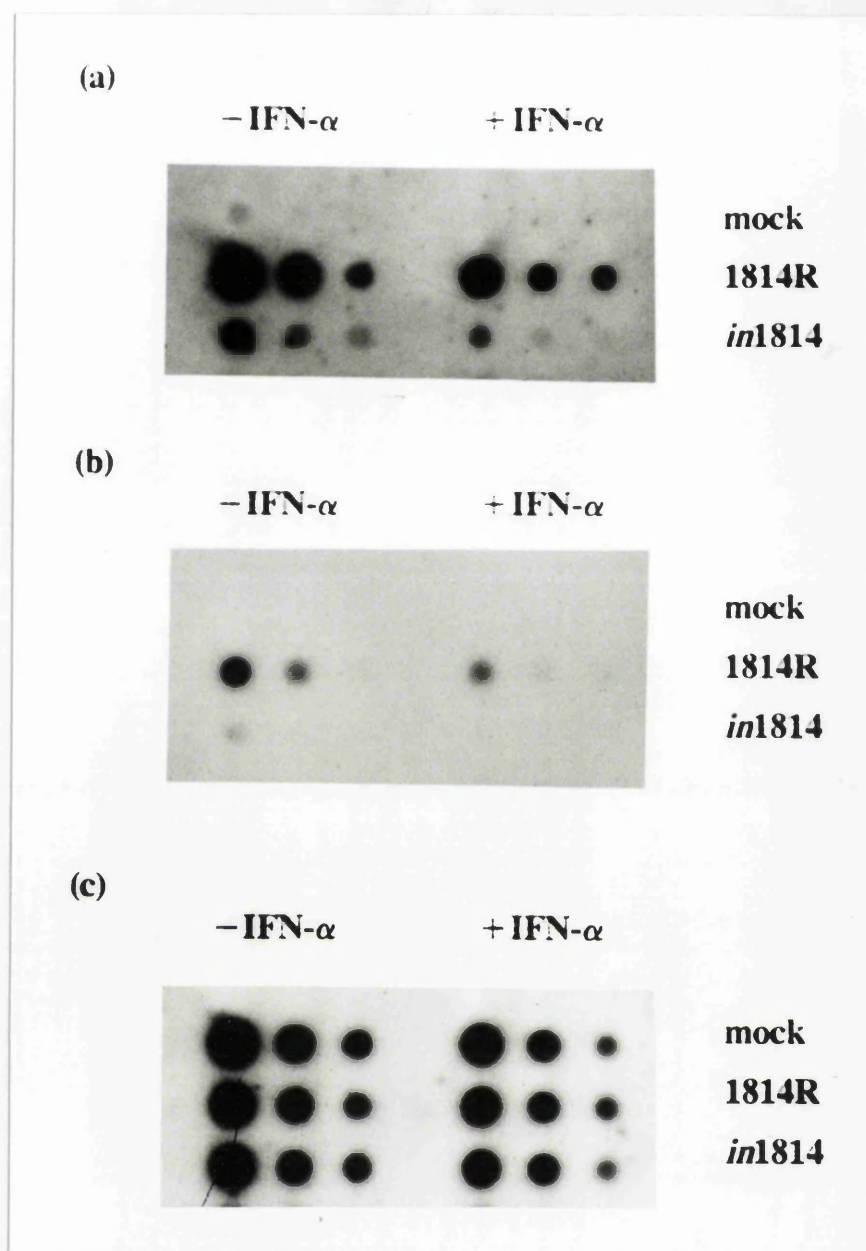 (a)
−IFN-α +IFN-α
mock
1814R
in1814
(b)
−IFN-α +IFN-α
mock
1814R
in1814
(c)
−IFN-α +IFN-α
mock
1814R
in1814